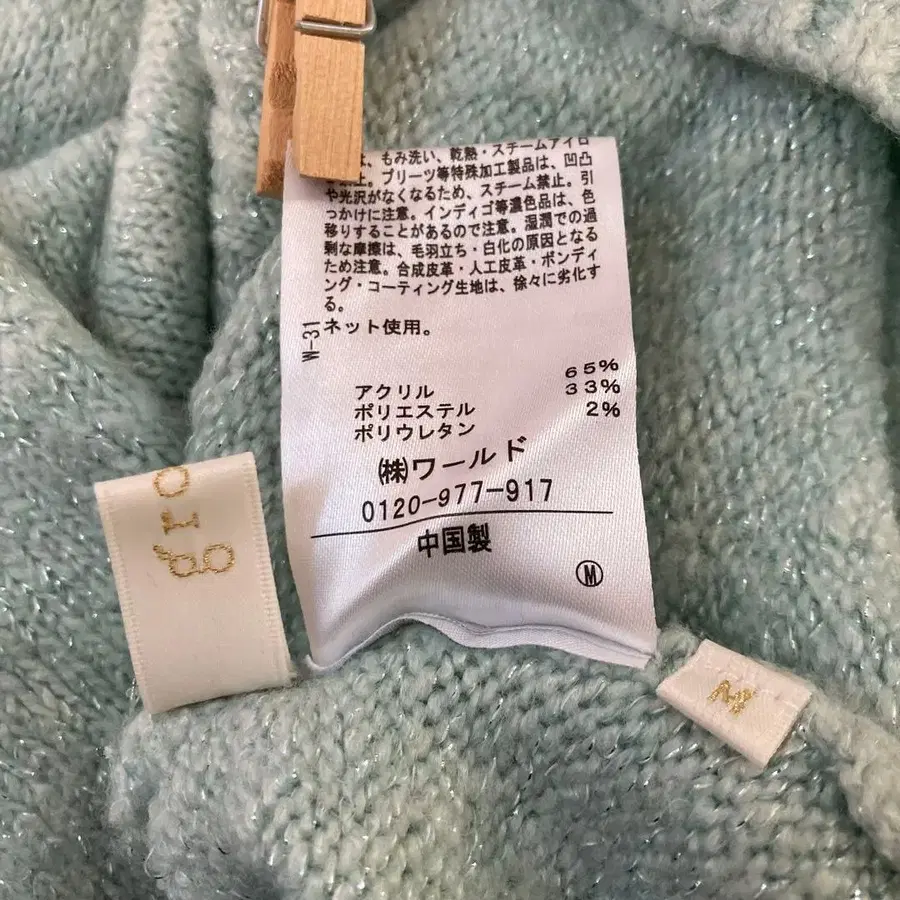 は、もみ洗い、乾熱・スチームアイロ
止。プリーツ等特殊加工製品は、凹凸
や光沢がなくなるため、スチーム禁止。引
っかけに注意。インディゴ等濃色品は、色
移りすることがあるので注意。湿潤での過
剰な摩擦は、毛羽立ち・白化の原因となる
ため注意。合成皮革・人工皮革・ボンディ
ング・コーティング生地は、徐々に劣化す
る。
W-31
ネット使用。
アクリル 65%
ポリエステル 33%
ポリウレタン 2%
㈱ワールド
0120-977-917
中国製
Ⓜ
M